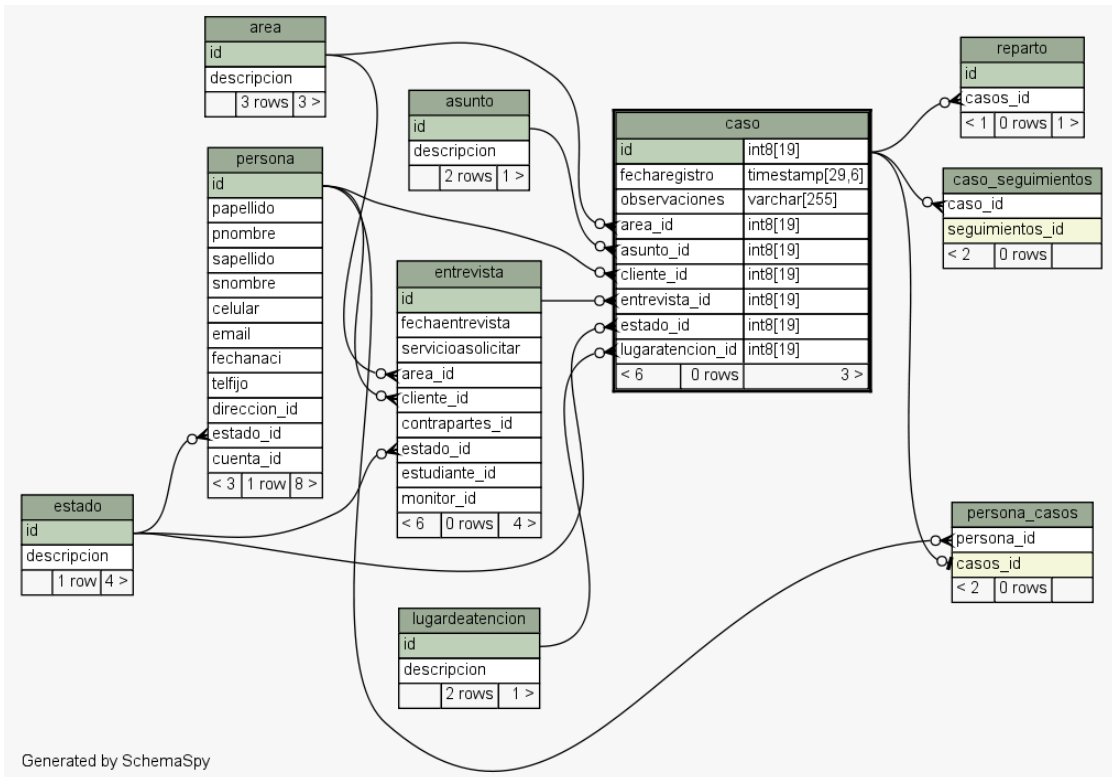 area
id
descripcion
3 rows 3 >
persona
id
papellido
pnombre
sapellido
snombre
celular
email
fechanaci
telfijo
direccion_id
estado_id
cuenta_id
< 3 1 row 8 >
estado
id
descripcion
1 row 4 >
asunto
id
descripcion
2 rows 1 >
entrevista
id
fechaentrevista
servicioasolicitar
area_id
cliente_id
contrapartes_id
estado_id
estudiante_id
monitor_id
< 6 0 rows 4 >
lugardeatencion
id
descripcion
2 rows 1 >
caso
id int8[19]
fecharegistro timestamp[29,6]
observaciones varchar[255]
area_id int8[19]
asunto_id int8[19]
cliente_id int8[19]
entrevista_id int8[19]
estado_id int8[19]
lugaratencion_id int8[19]
< 6 0 rows 3 >
reparto
id
casos_id
< 1 0 rows 1 >
caso_seguimientos
caso_id
seguimientos_id
< 2 0 rows
persona_casos
persona_id
casos_id
< 2 0 rows
Generated by SchemaSpy